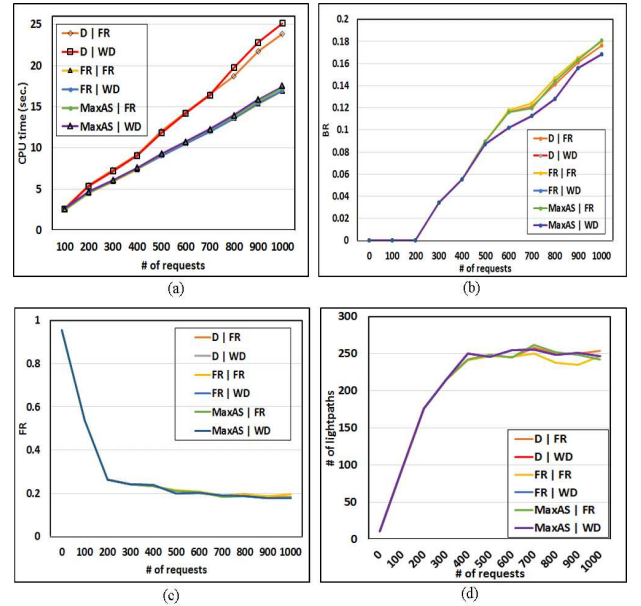 25
20
15
10
5
0
CPU time (sec.)
D | FR
D | WD
FR | FR
FR | WD
MaxAS | FR
MaxAS | WD
100 200 300 400 500 600 700 800 900 1000
# of requests
(a)
0.2
0.18
0.16
0.14
0.12
0.1
0.08
0.06
0.04
0.02
0
BR
D | FR
D | WD
FR | FR
FR | WD
MaxAS | FR
MaxAS | WD
0 100 200 300 400 500 600 700 800 900 1000
# of requests
(b)
1
0.8
0.6
0.4
0.2
0
FR
D | FR
D | WD
FR | FR
FR | WD
MaxAS | FR
MaxAS | WD
0 100 200 300 400 500 600 700 800 900 1000
# of requests
(c)
300
250
200
150
100
50
0
# of lightpaths
D | FR
D | WD
FR | FR
FR | WD
MaxAS | FR
MaxAS | WD
0 100 200 300 400 500 600 700 800 900 1000
# of requests
(d)